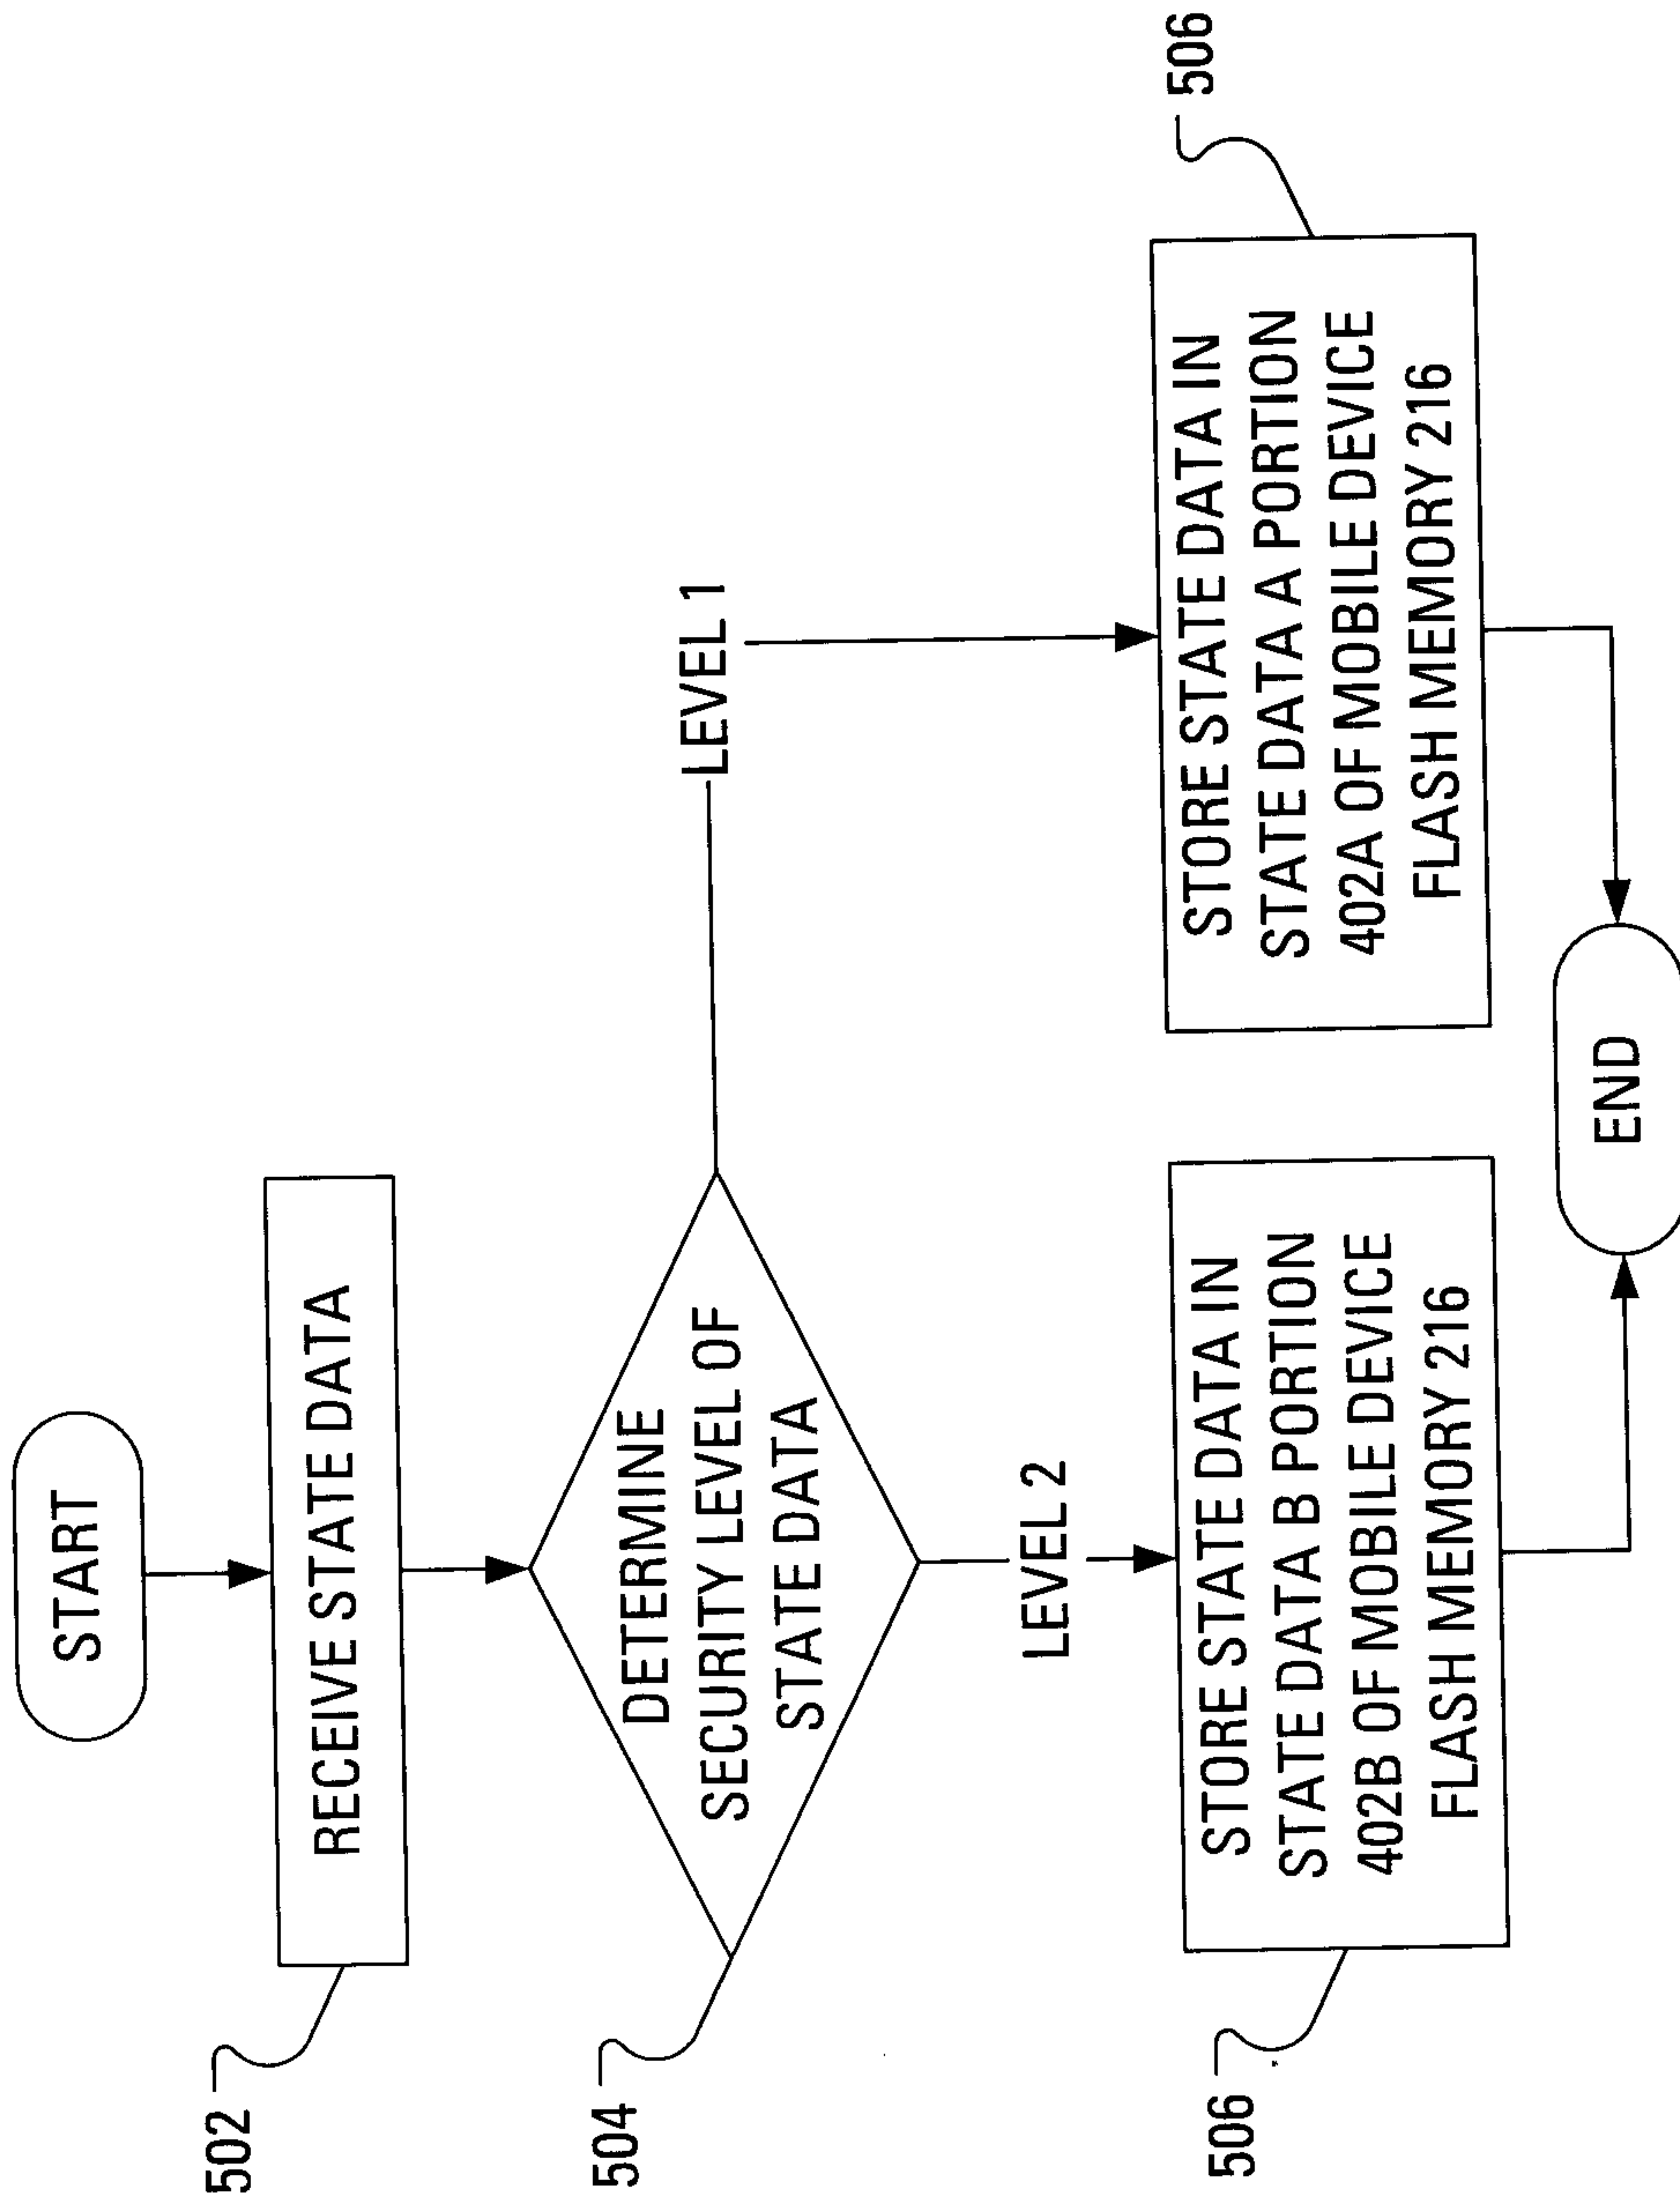 START
502
RECEIVE STATE DATA
504
DETERMINE
SECURITY LEVEL OF
STATE DATA
LEVEL 1
LEVEL 2
506
STORE STATE DATA IN
STATE DATA B PORTION
402B OF MOBILE DEVICE
FLASH MEMORY 216
STORE STATE DATA IN
STATE DATA A PORTION
402A OF MOBILE DEVICE
FLASH MEMORY 216
506
END